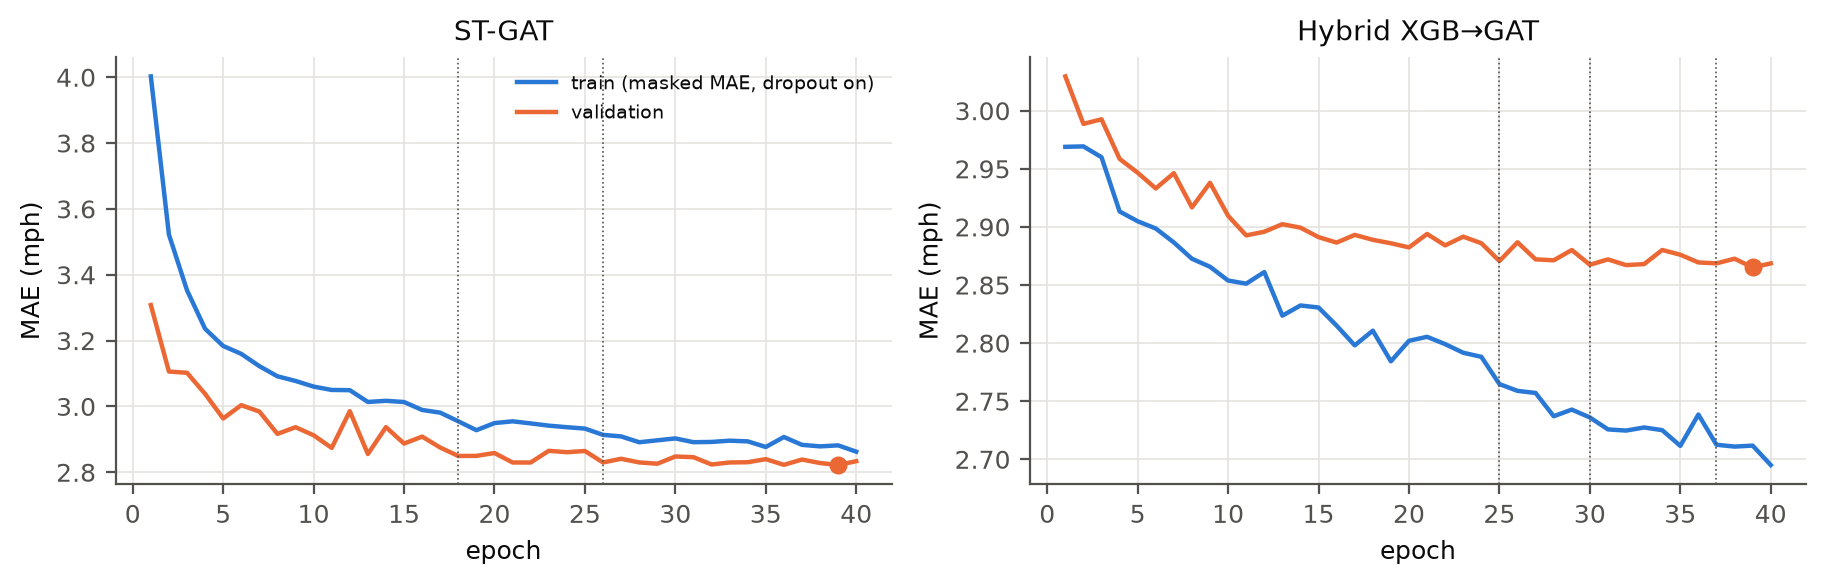 ST-GAT
MAE (mph)
4.0
3.8
3.6
3.4
3.2
3.0
2.8
train (masked MAE, dropout on)
validation
0 5 10 15 20 25 30 35 40
epoch
Hybrid XGB→GAT
MAE (mph)
3.00
2.95
2.90
2.85
2.80
2.75
2.70
0 5 10 15 20 25 30 35 40
epoch